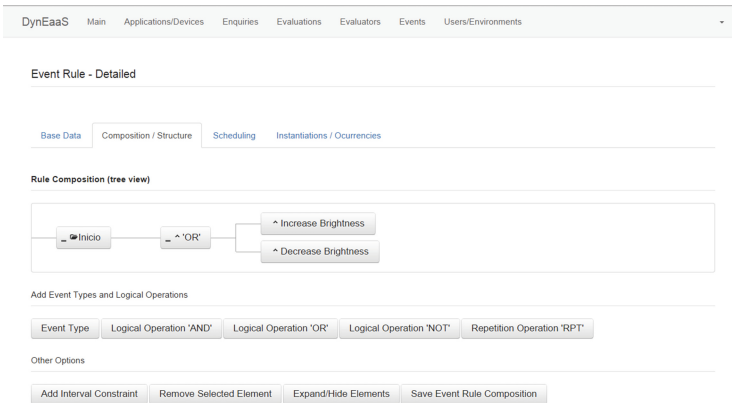 DynEaaS Main Applications/Devices Enquiries Evaluations Evaluators Events Users/Environments
Event Rule - Detailed
Base Data Composition / Structure Scheduling Instantiations / Ocurrencies
Rule Composition (tree view)
^ Increase Brightness
_ Inicio _ ^ 'OR'
^ Decrease Brightness
Add Event Types and Logical Operations
Event Type Logical Operation 'AND' Logical Operation 'OR' Logical Operation 'NOT' Repetition Operation 'RPT'
Other Options
Add Interval Constraint Remove Selected Element Expand/Hide Elements Save Event Rule Composition